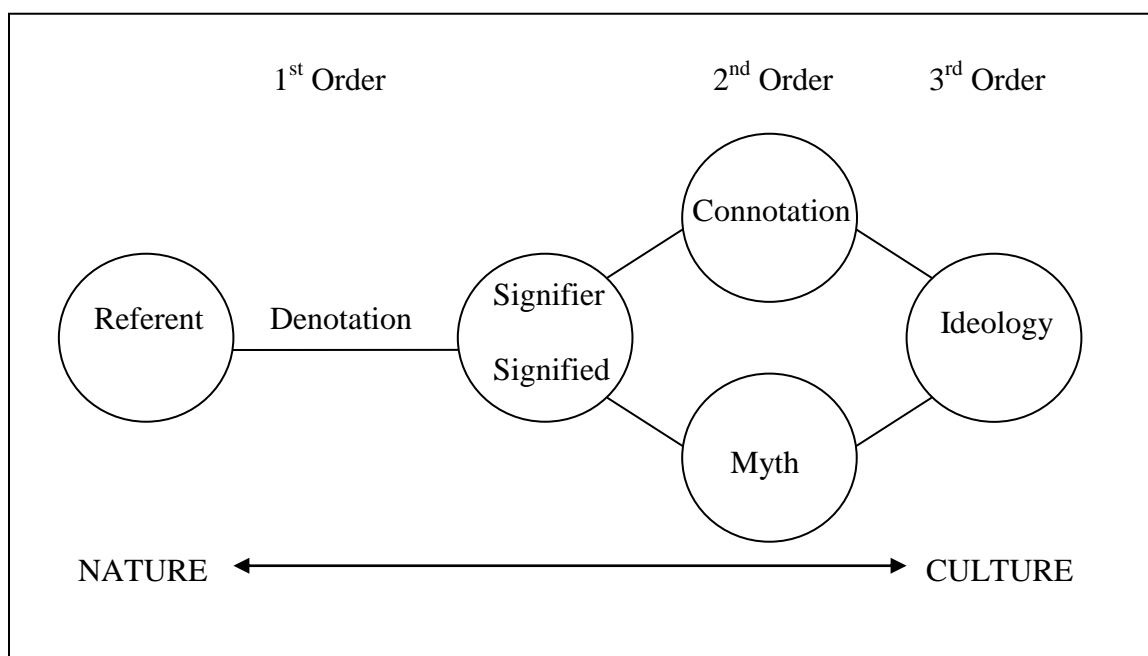 1st Order 2nd Order 3rd Order
Connotation
Referent Denotation Signifier Ideology
Signified
Myth
NATURE CULTURE